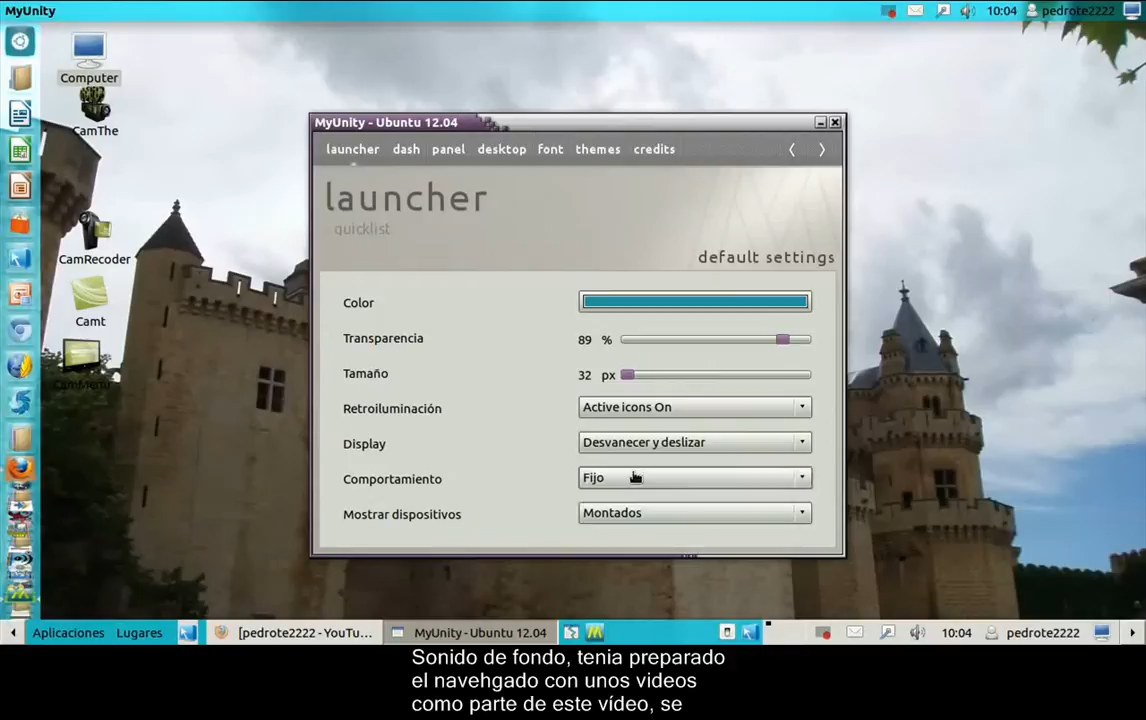 MyUnity
10:04 pedrote2222
Computer
CamThe
CamRecoder
Camt
CamMenu
MyUnity - Ubuntu 12.04
launcher dash panel desktop font themes credits
launcher
quicklist
default settings
Color
Transparencia 89 %
Tamaño 32 px
Retroiluminación Active icons On
Display Desvanecer y deslizar
Comportamiento Fijo
Mostrar dispositivos Montados
Aplicaciones Lugares [pedrote2222 - YouTu... MyUnity - Ubuntu 12.04 10:04 pedrote2222
Sonido de fondo, tenia preparado
el navehgado con unos videos
como parte de este vídeo, se